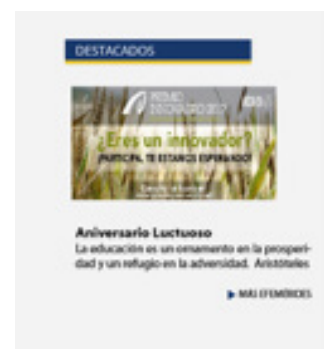 DESTACADOS
¿Eres un innovador?
¡PARTICIPA, TE ESTAMOS ESPERANDO!
Aniversario Luctuoso
La educación es un ornamento en la prosperi-
dad y un refugio en la adversidad. Aristóteles
MÁS EFEMÉRIDES